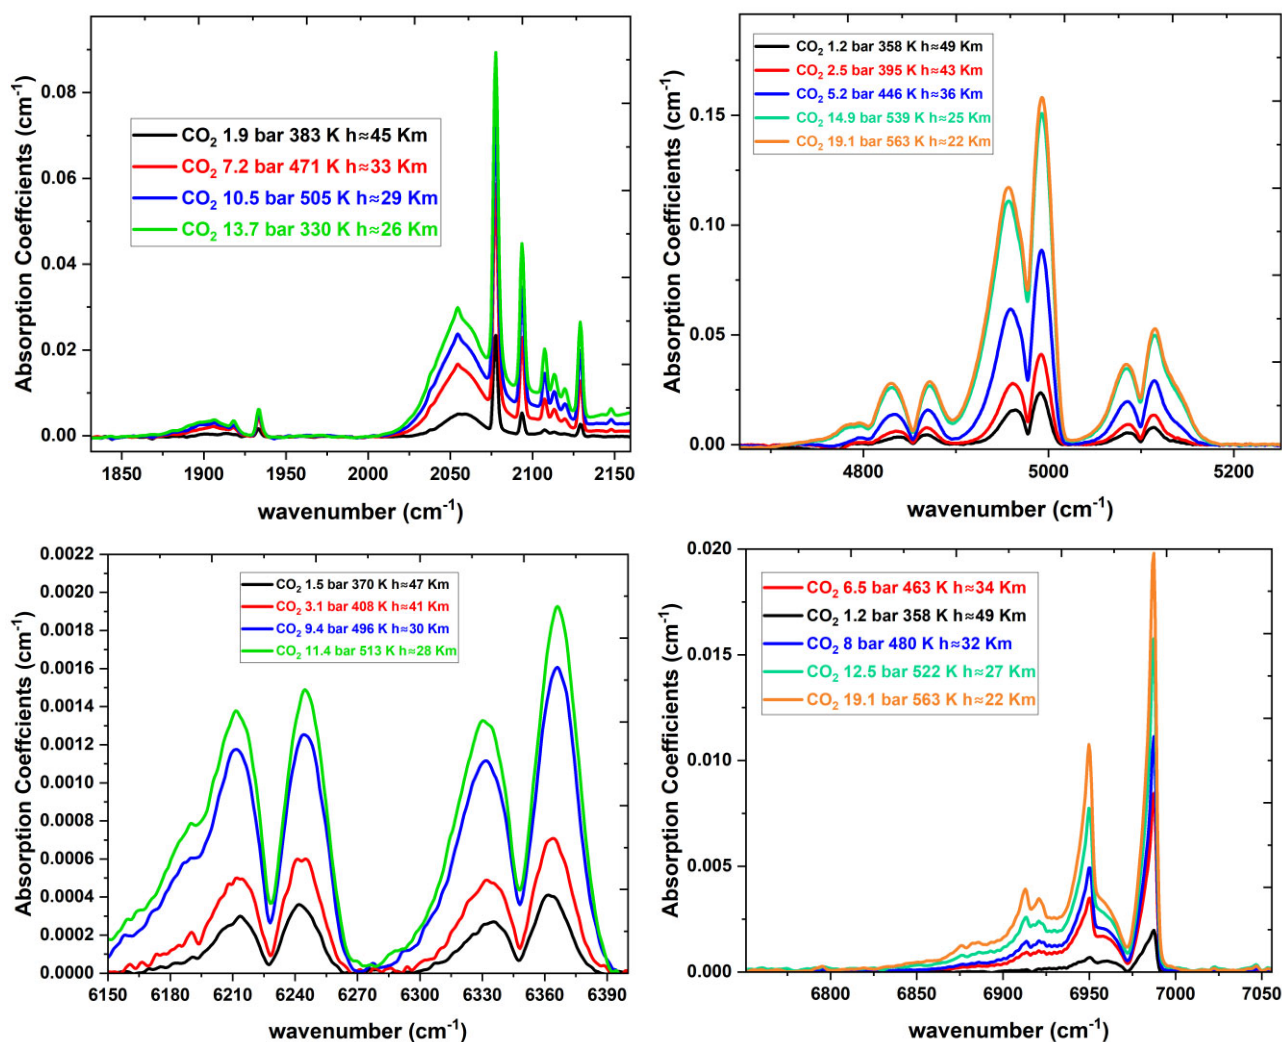 Absorption Coeffcients (cm-1)
0.08
0.06
0.04
0.02
0.00
CO2 1.9 bar 383 K h≈45 Km
CO2 7.2 bar 471 K h≈33 Km
CO2 10.5 bar 505 K h≈29 Km
CO2 13.7 bar 330 K h≈26 Km
1850 1900 1950 2000 2050 2100 2150
wavenumber (cm-1)
Absorption Coefficients (cm-1)
0.15
0.10
0.05
0.00
CO2 1.2 bar 358 K h≈49 Km
CO2 2.5 bar 395 K h≈43 Km
CO2 5.2 bar 446 K h≈36 Km
CO2 14.9 bar 539 K h≈25 Km
CO2 19.1 bar 563 K h≈22 Km
4800 5000 5200
wavenumber (cm-1)
Absorption Coefficients (cm-1)
0.0022
0.0020
0.0018
0.0016
0.0014
0.0012
0.0010
0.0008
0.0006
0.0004
0.0002
0.0000
CO2 1.5 bar 370 K h≈47 Km
CO2 3.1 bar 408 K h≈41 Km
CO2 9.4 bar 496 K h≈30 Km
CO2 11.4 bar 513 K h≈28 Km
6150 6180 6210 6240 6270 6300 6330 6360 6390
wavenumber (cm-1)
Absorption Coefficients (cm-1)
0.020
0.015
0.010
0.005
0.000
CO2 6.5 bar 463 K h≈34 Km
CO2 1.2 bar 358 K h≈49 Km
CO2 8 bar 480 K h≈32 Km
CO2 12.5 bar 522 K h≈27 Km
CO2 19.1 bar 563 K h≈22 Km
6800 6850 6900 6950 7000 7050
wavenumber (cm-1)